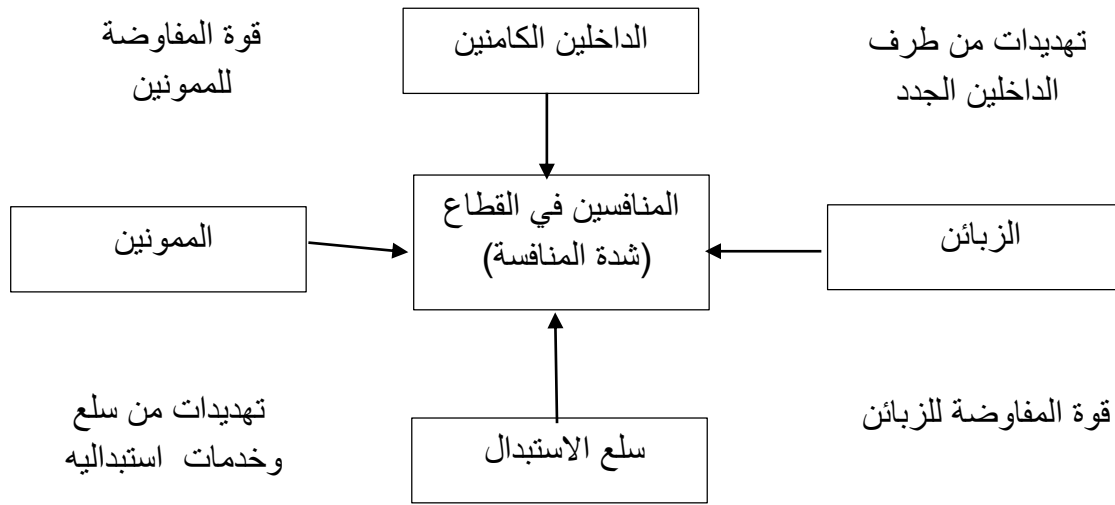 تهديدات من طرف
الداخلين الجدد
الداخلين الكامنين
قوة المفاوضة
للممونين
الزبائن
المنافسين في القطاع
(شدة المنافسة)
الممونين
قوة المفاوضة للزبائن
سلع الاستبدال
تهديدات من سلع
وخدمات استبداليه